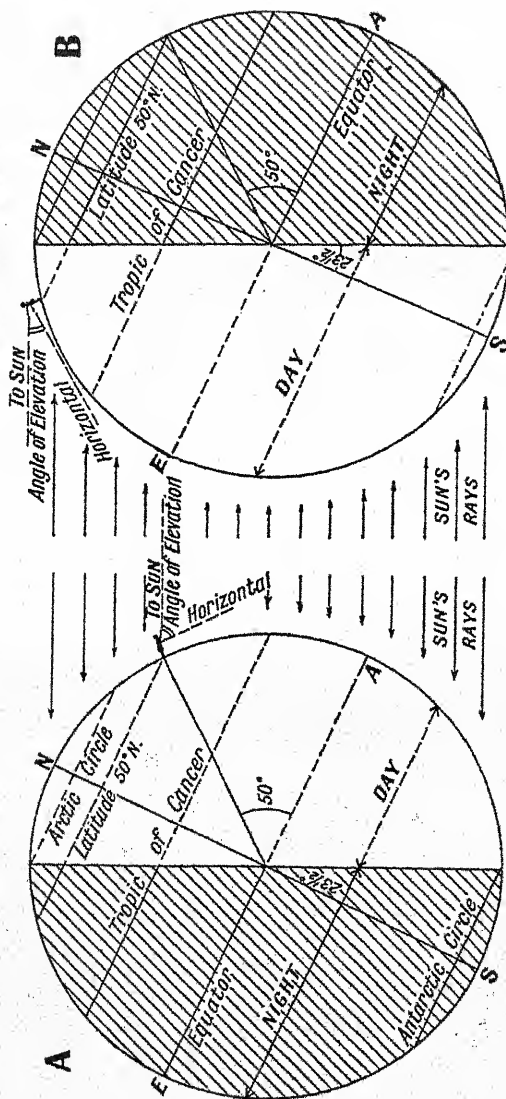 A
Arctic Circle
Latitude 50° N.
Tropic of Cancer
Equator
NIGHT
DAY
Antarctic Circle
N
S
E
A
50°
23½°
To Sun
Angle of Elevation
Horizontal
SUN'S
RAYS
SUN'S
RAYS
B
To Sun
Angle of Elevation
Horizontal
N
Latitude 50° N.
Tropic of Cancer
Equator
NIGHT
DAY
E
A
S
50°
23½°